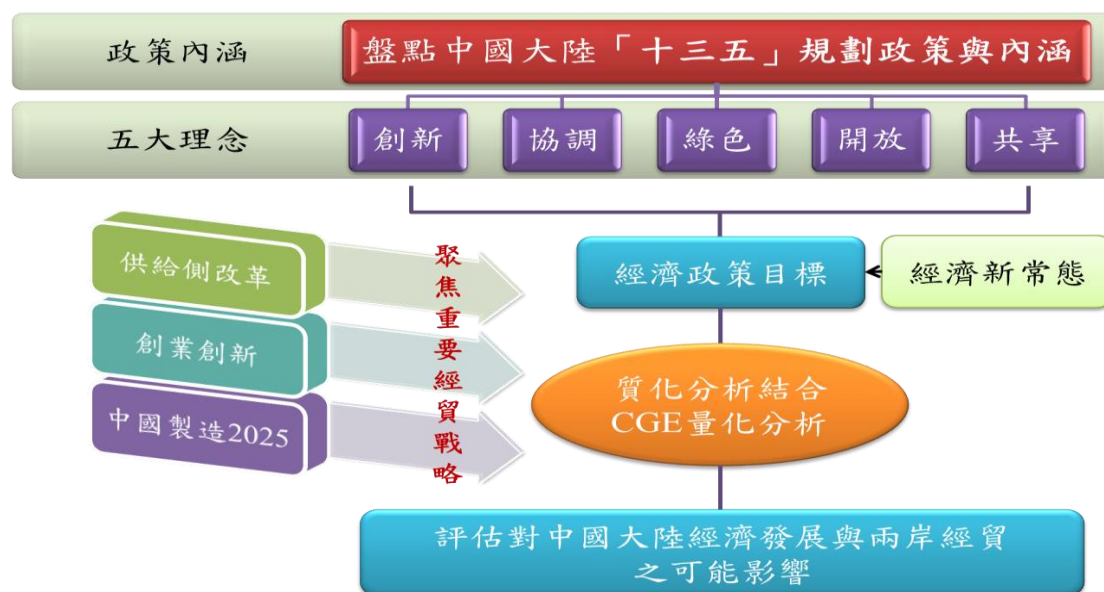 政策內涵
盤點中國大陸「十三五」規劃政策與內涵
五大理念
創新
協調
綠色
開放
共享
供給側改革
創業創新
中國製造2025
聚焦重要經貿戰略
經濟政策目標
經濟新常態
質化分析結合
CGE量化分析
評估對中國大陸經濟發展與兩岸經貿
之可能影響